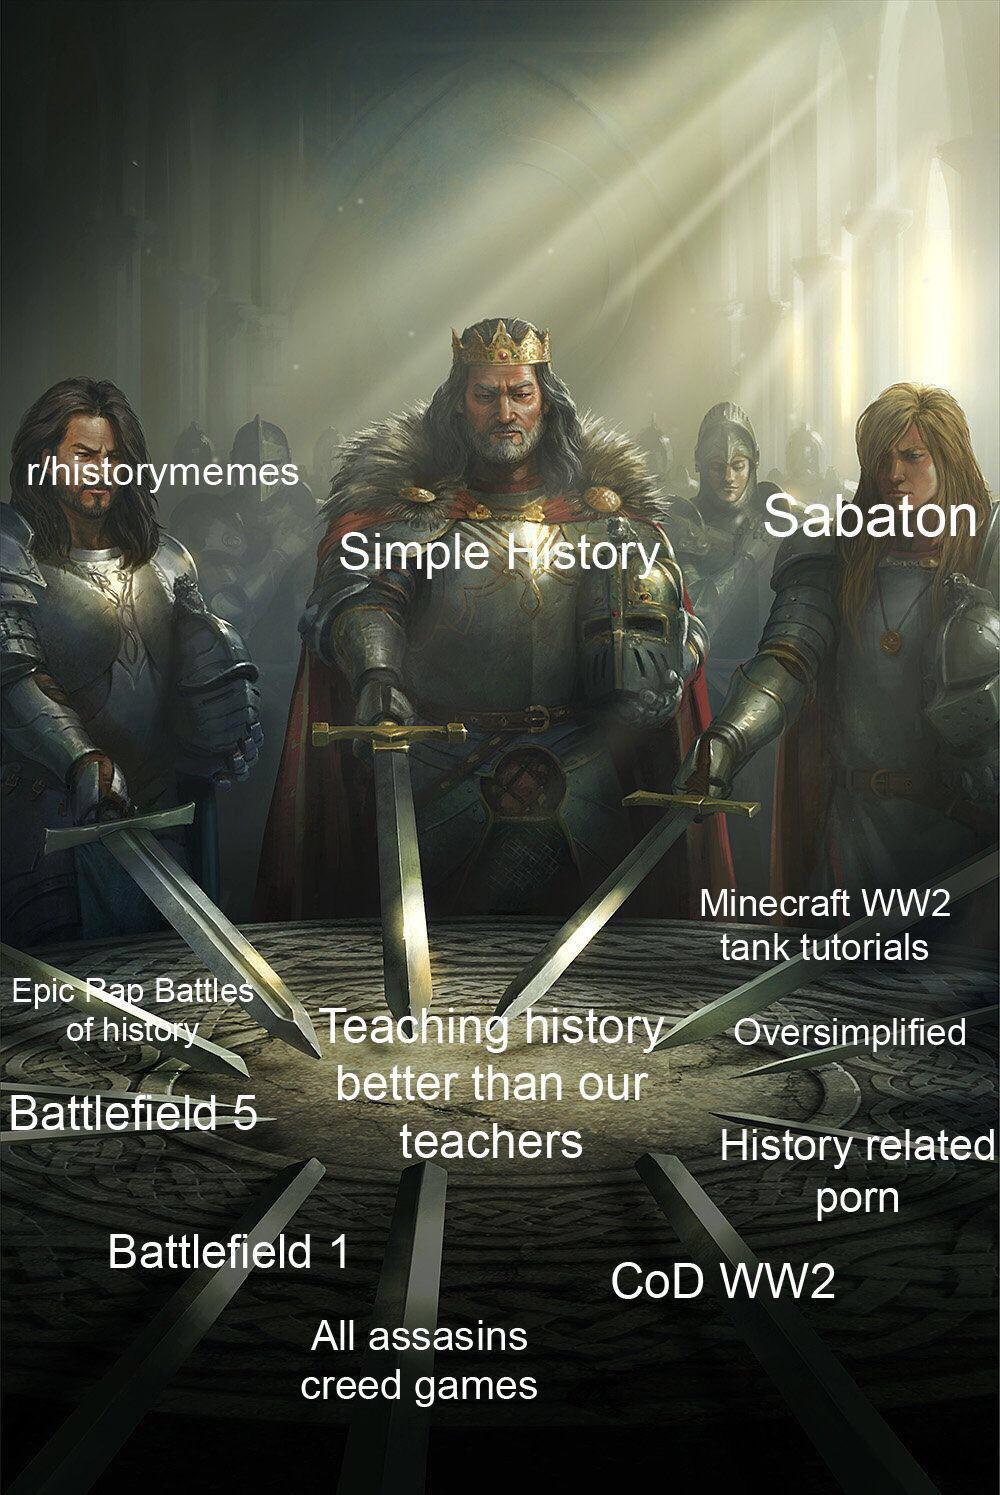 r/historymemes
Simple History
Sabaton
Minecraft WW2
tank tutorials
Epic Rap Battles
of history
Teaching history
better than our
teachers
Oversimplified
Battlefield 5
History related
porn
Battlefield 1
CoD WW2
All assasins
creed games